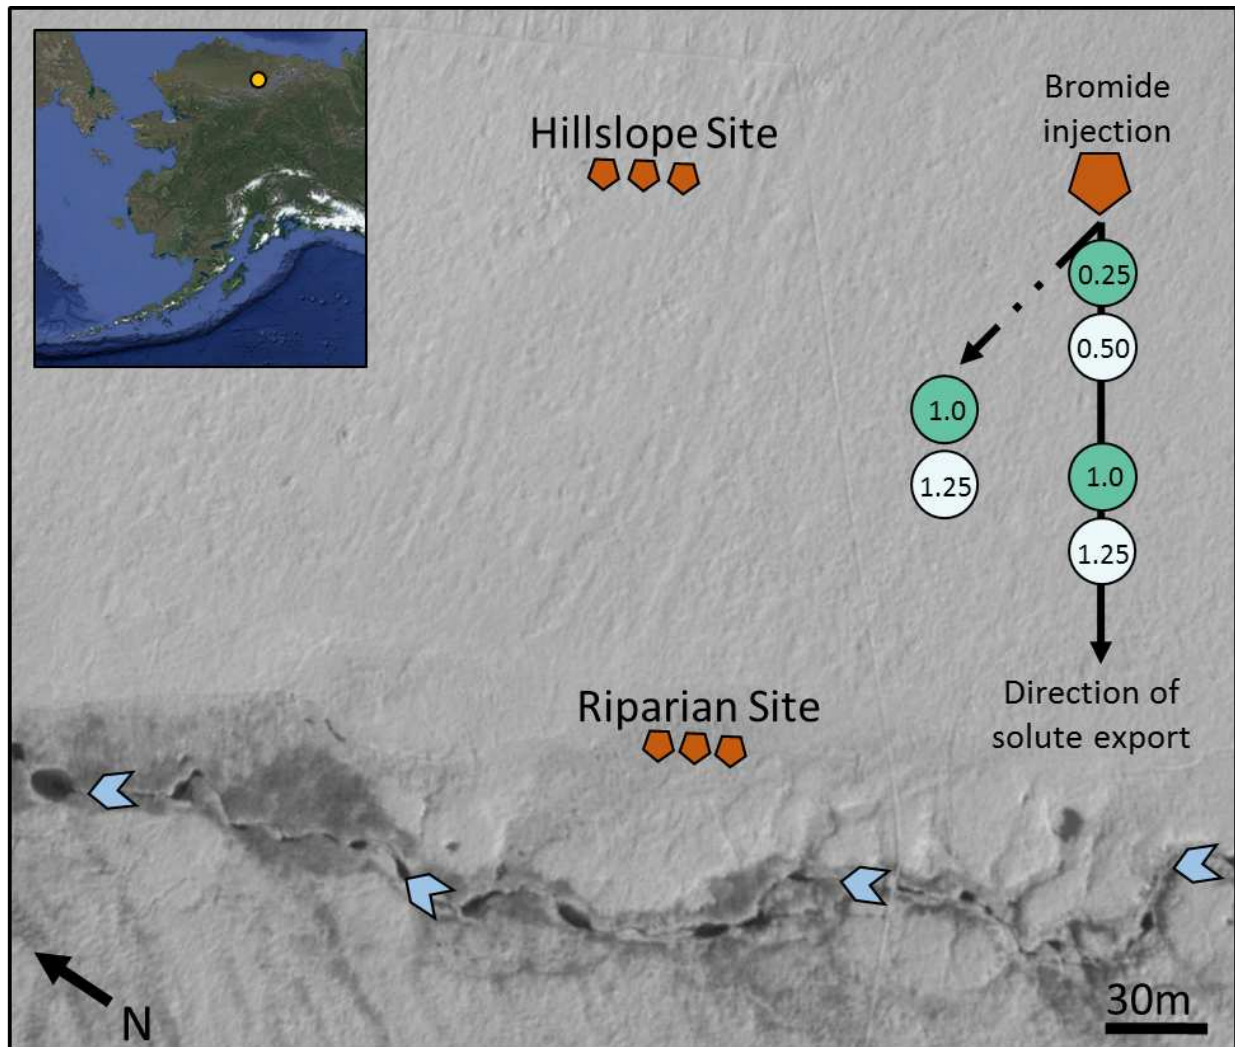 Bromide
injection
Hillslope Site
0.25
0.50
1.0
1.25
1.0
1.25
Direction of
solute export
Riparian Site
30m
N